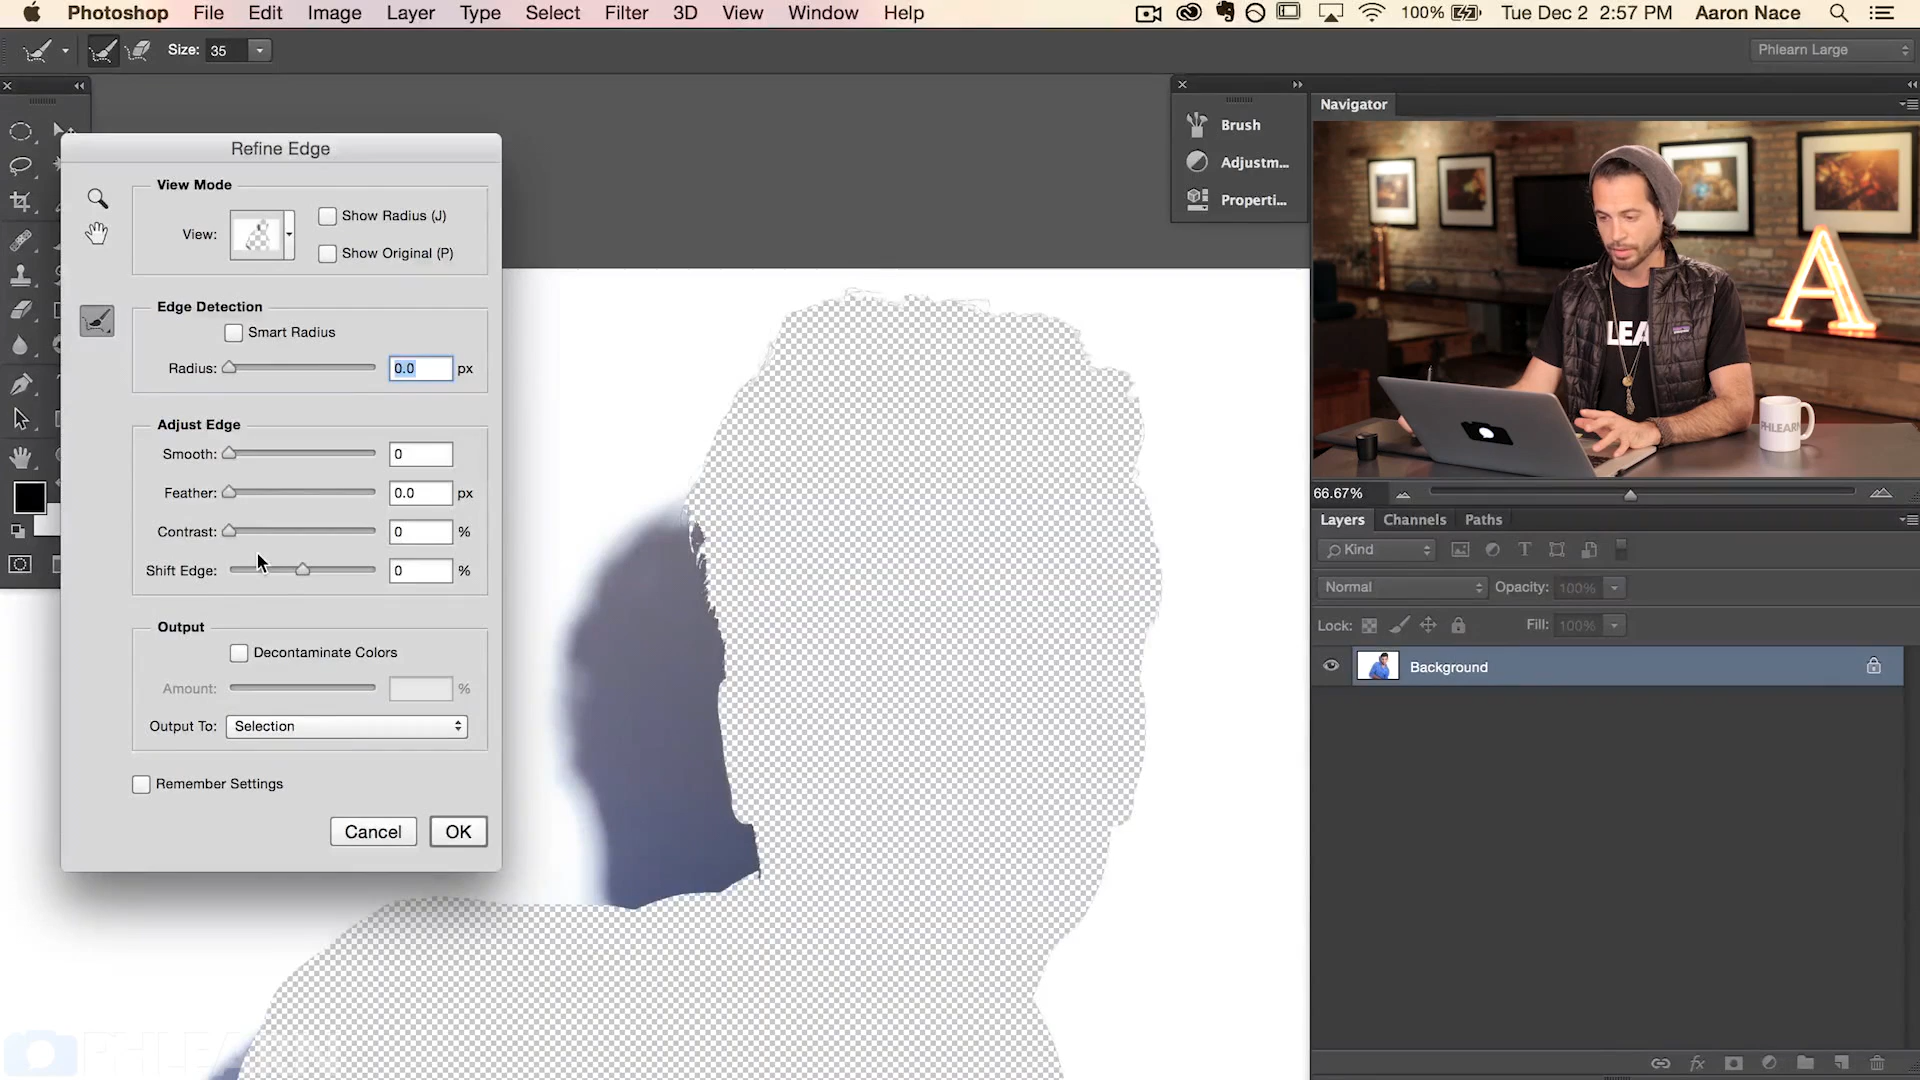 Photoshop File Edit Image Layer Type Select Filter 3D View Window Help 100% Tue Dec 2 2:57 PM Aaron Nace
Size: 35 Phlearn Large
Refine Edge
View Mode
View:
Show Radius (J)
Show Original (P)
Edge Detection
Smart Radius
Radius: 0.0 px
Adjust Edge
Smooth: 0
Feather: 0.0 px
Contrast: 0 %
Shift Edge: 0 %
Output
Decontaminate Colors
Amount: %
Output To: Selection
Remember Settings
Cancel OK
Brush
Adjustm...
Properti...
Navigator
A
PHLEARN
66.67%
Layers Channels Paths
Kind
Normal Opacity: 100%
Lock: Fill: 100%
Background